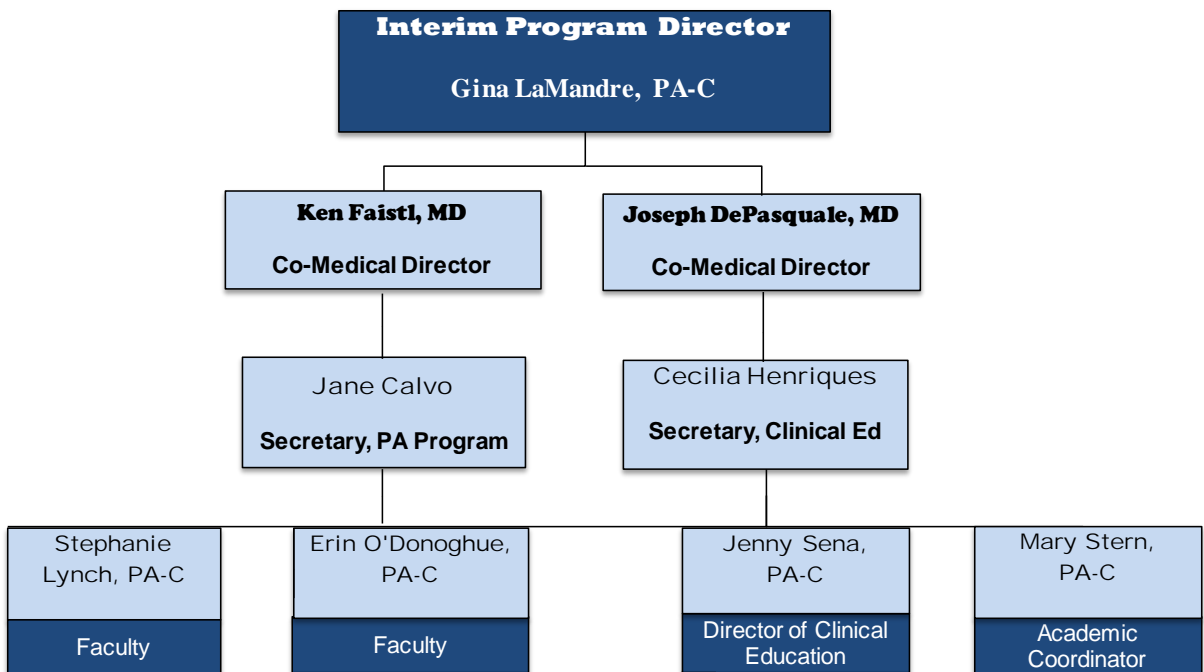 Interim Program Director
Gina LaMandre, PA-C
Ken Faistl, MD
Co-Medical Director
Joseph DePasquale, MD
Co-Medical Director
Jane Calvo
Secretary, PA Program
Cecilia Henriques
Secretary, Clinical Ed
Stephanie
Lynch, PA-C
Faculty
Erin O'Donoghue,
PA-C
Faculty
Jenny Sena,
PA-C
Director of Clinical
Education
Mary Stern,
PA-C
Academic
Coordinator